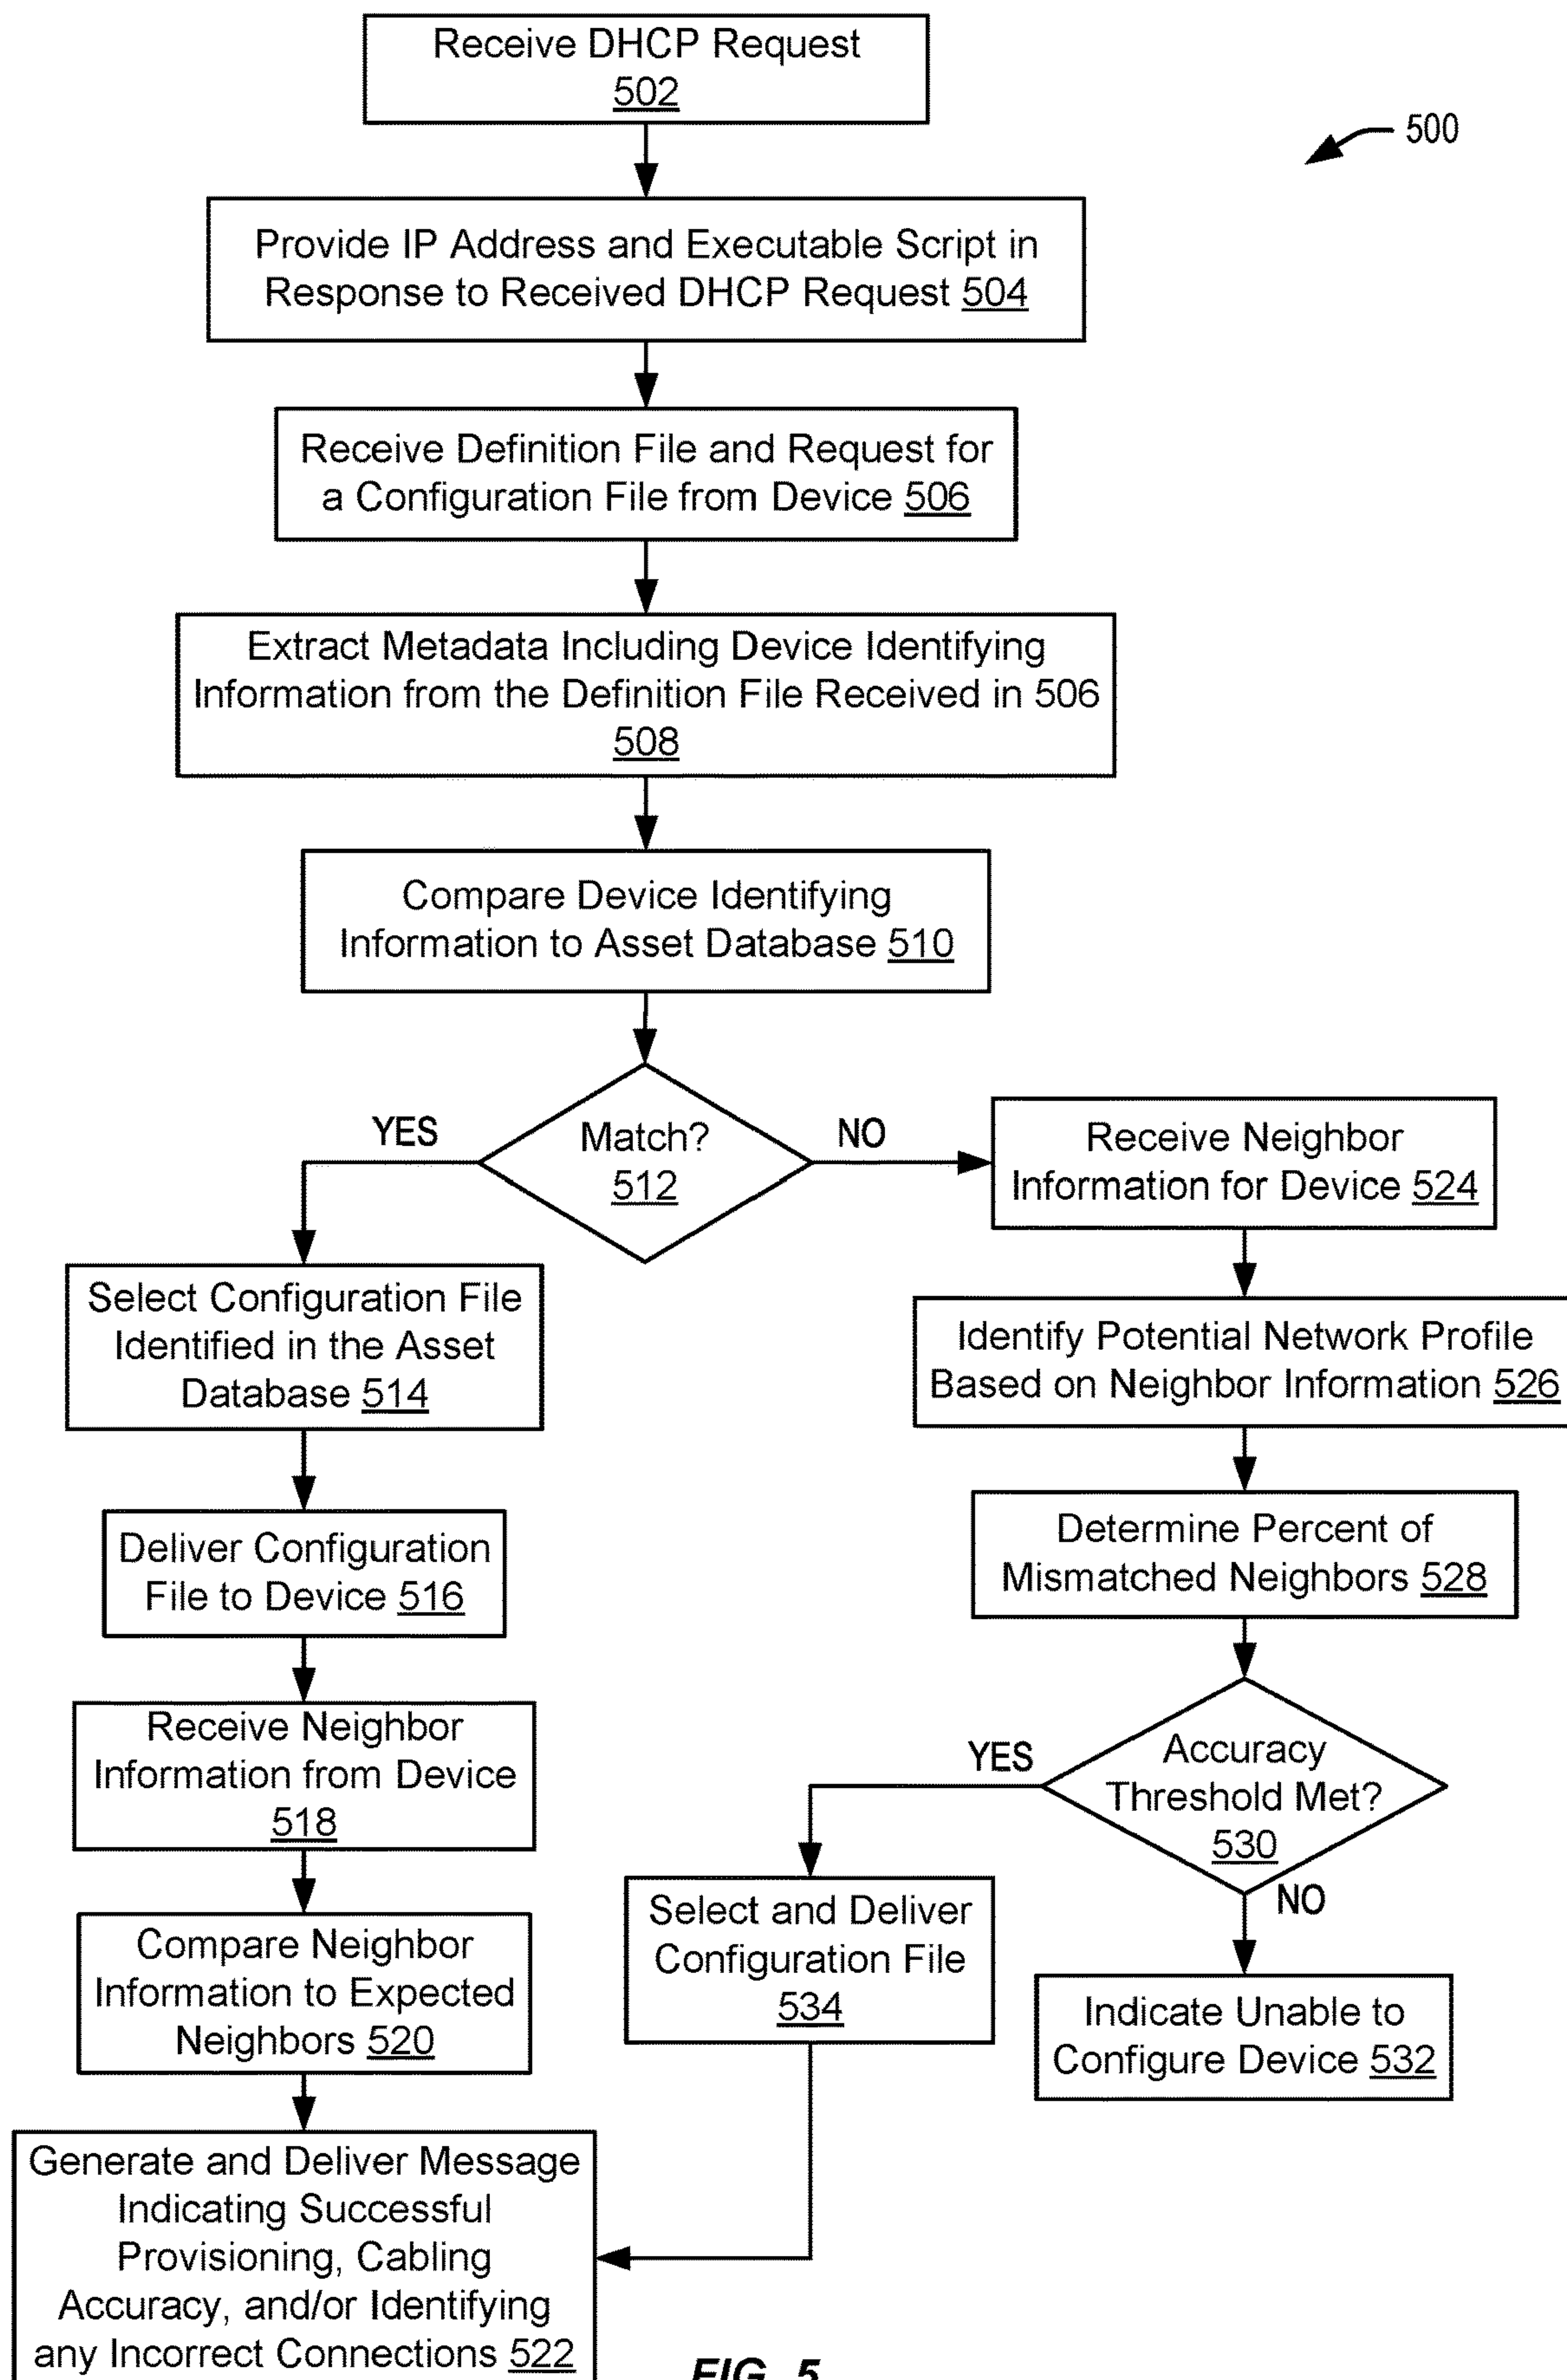 Receive DHCP Request
502
500
Provide IP Address and Executable Script in
Response to Received DHCP Request 504
Receive Definition File and Request for
a Configuration File from Device 506
Extract Metadata Including Device Identifying
Information from the Definition File Received in 506
508
Compare Device Identifying
Information to Asset Database 510
Match?
512
YES
NO
Select Configuration File
Identified in the Asset
Database 514
Deliver Configuration
File to Device 516
Receive Neighbor
Information from Device
518
Compare Neighbor
Information to Expected
Neighbors 520
Generate and Deliver Message
Indicating Successful
Provisioning, Cabling
Accuracy, and/or Identifying
any Incorrect Connections 522
Receive Neighbor
Information for Device 524
Identify Potential Network Profile
Based on Neighbor Information 526
Determine Percent of
Mismatched Neighbors 528
Accuracy
Threshold Met?
530
YES
NO
Select and Deliver
Configuration File
534
Indicate Unable to
Configure Device 532
FIG. 5